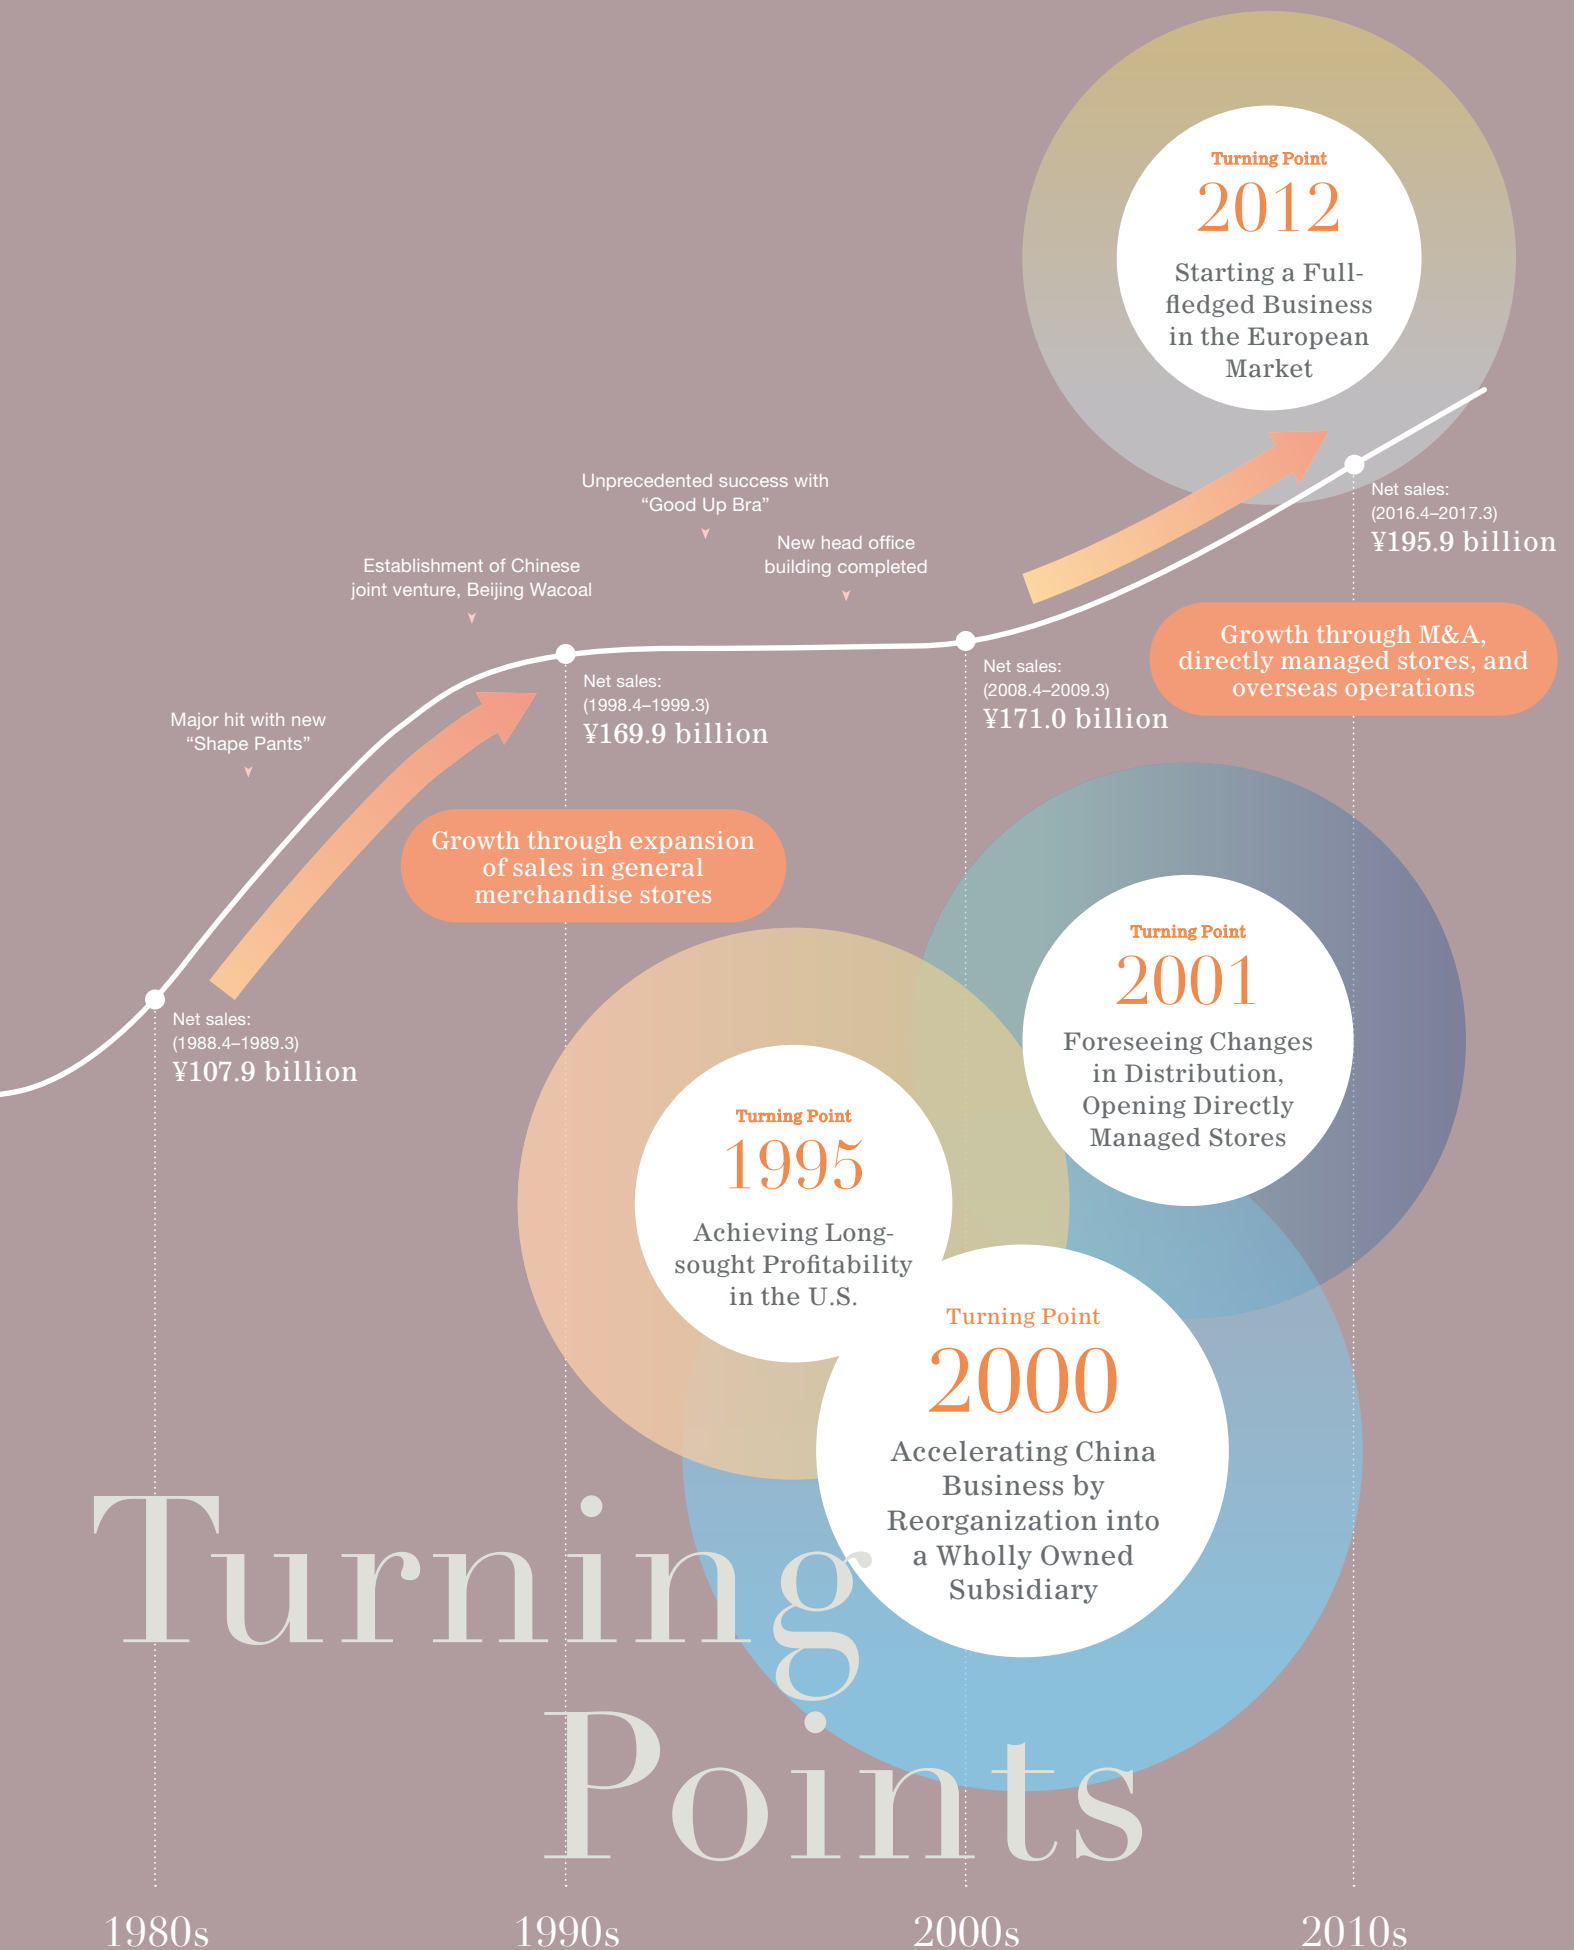 Turning Point
2012
Starting a Full-
fledged Business
in the European
Market
Unprecedented success with
“Good Up Bra”
New head office
building completed
Establishment of Chinese
joint venture, Beijing Wacoal
Major hit with new
“Shape Pants”
Net sales:
(2016.4–2017.3)
¥195.9 billion
Growth through M&A,
directly managed stores, and
overseas operations
Net sales:
(2008.4–2009.3)
¥171.0 billion
Net sales:
(1998.4–1999.3)
¥169.9 billion
Growth through expansion
of sales in general
merchandise stores
Net sales:
(1988.4–1989.3)
¥107.9 billion
Turning Point
2001
Foreseeing Changes
in Distribution,
Opening Directly
Managed Stores
Turning Point
1995
Achieving Long-
sought Profitability
in the U.S.
Turning Point
2000
Accelerating China
Business by
Reorganization into
a Wholly Owned
Subsidiary
Turning
Points
1980s
1990s
2000s
2010s